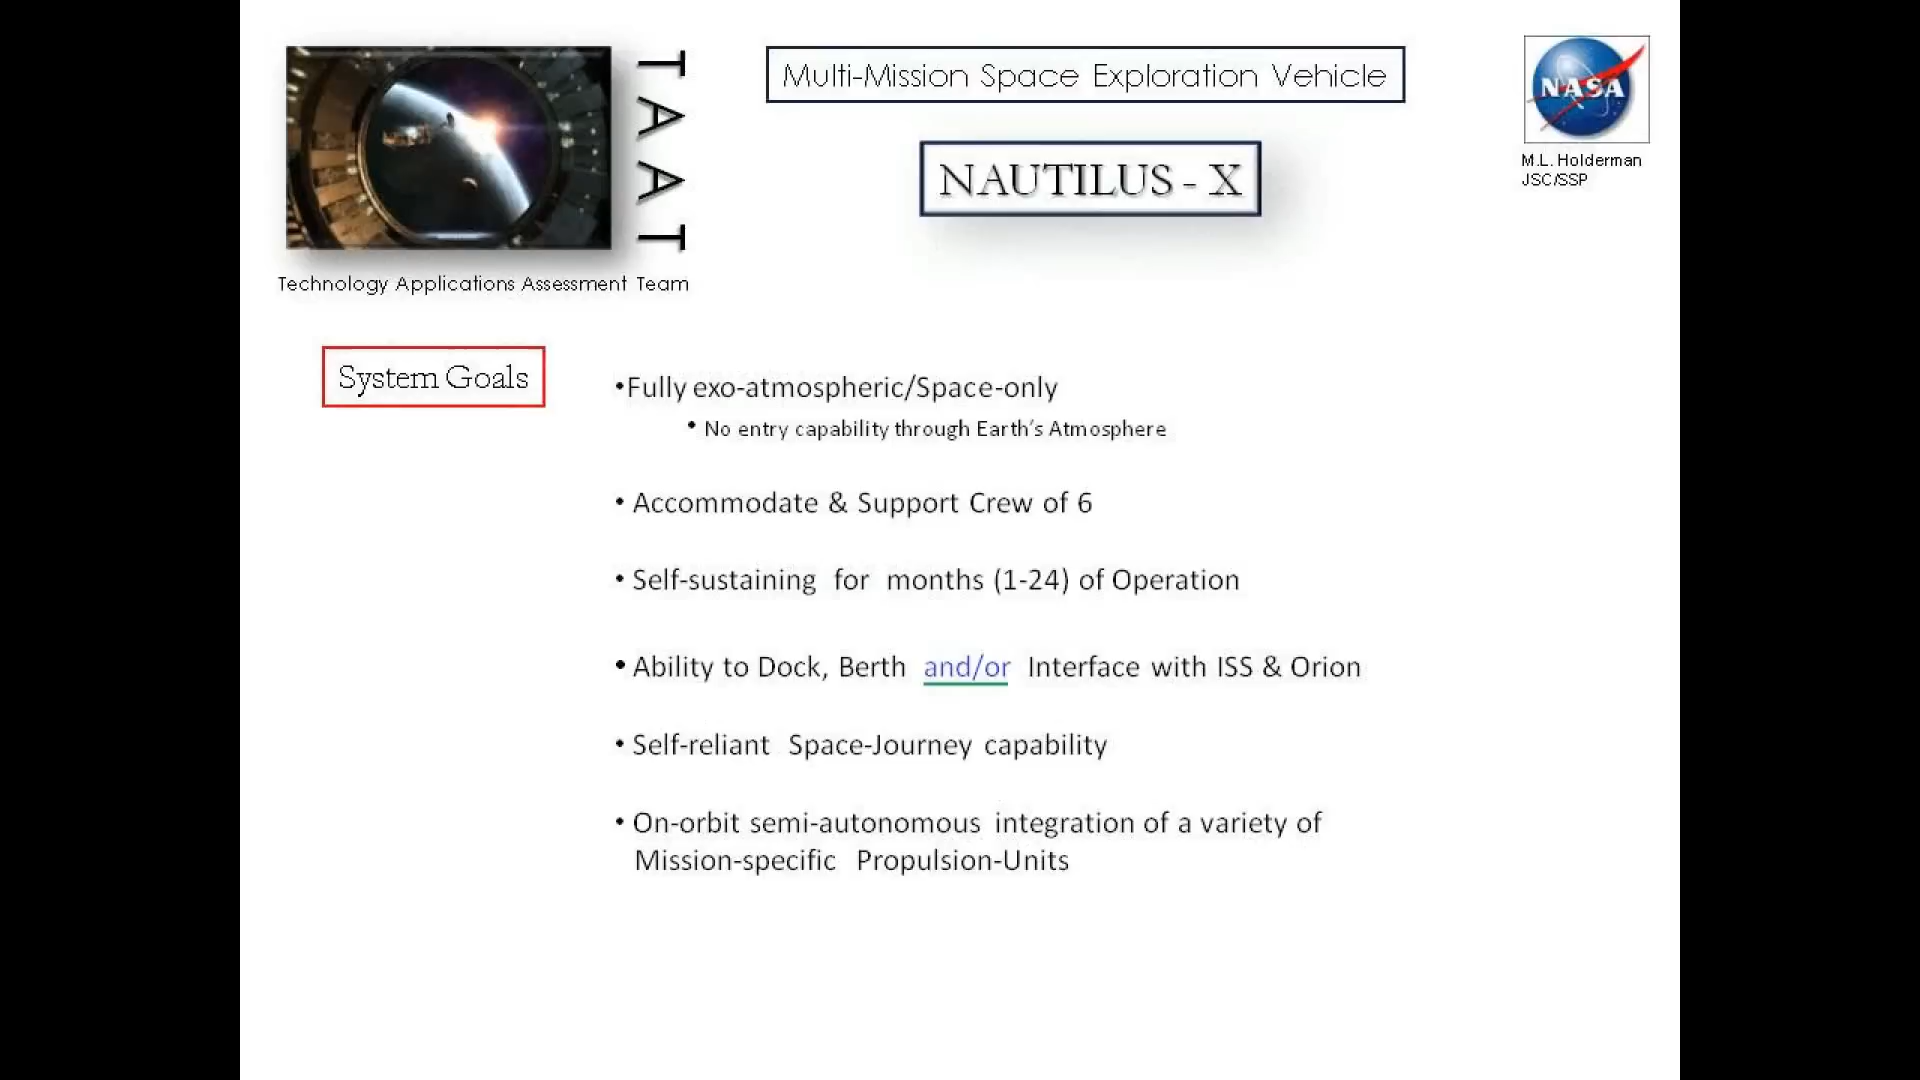 TAAT
Multi-Mission Space Exploration Vehicle
NASA
NAUTILUS - X
M.L. Holderman
JSC/SSP
Technology Applications Assessment Team
System Goals
•Fully exo-atmospheric/Space-only
• No entry capability through Earth's Atmosphere
• Accommodate & Support Crew of 6
• Self-sustaining for months (1-24) of Operation
• Ability to Dock, Berth and/or Interface with ISS & Orion
• Self-reliant Space-Journey capability
• On-orbit semi-autonomous integration of a variety of
Mission-specific Propulsion-Units